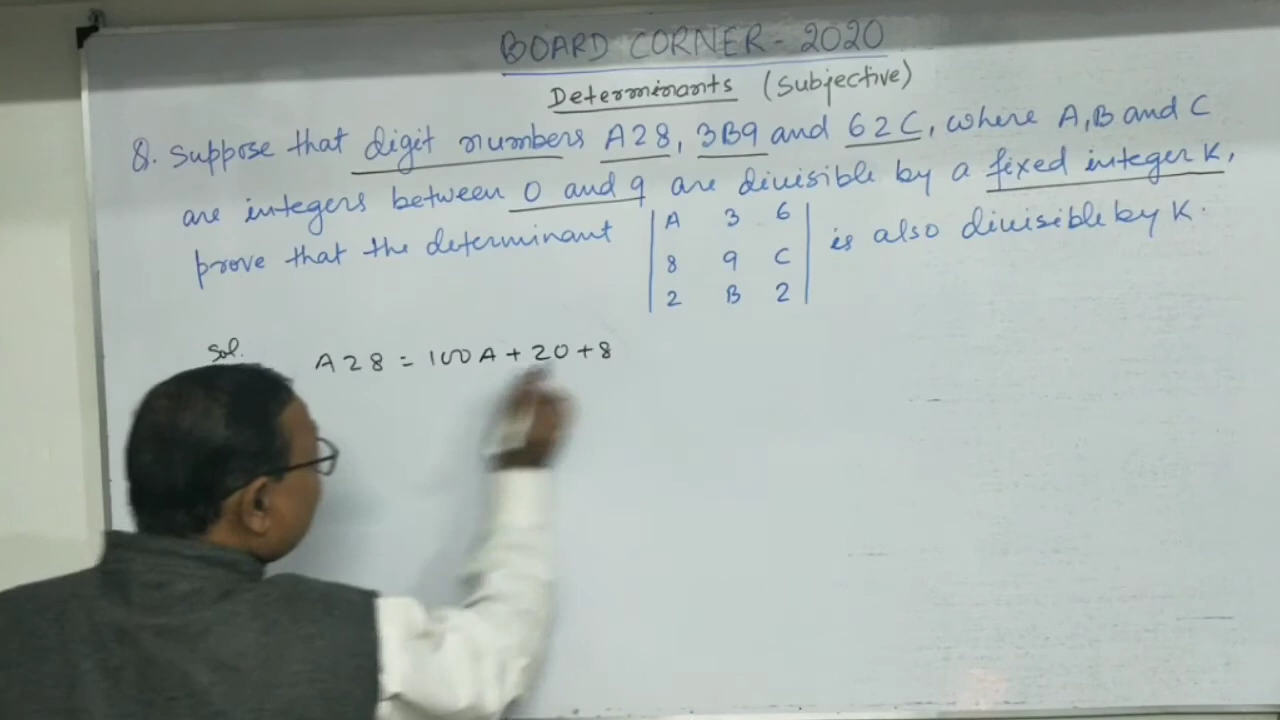 BOARD CORNER - 2020
Determinants (Subjective)
Q. Suppose that digit numbers A28, 3B9 and 62C, where A, B and C
are integers between 0 and 9 are divisible by a fixed integer K,
prove that the determinant | A 3 6 | is also divisible by K.
| 8 9 C |
| 2 B 2 |
Sol. A28 = 100A + 20 + 8